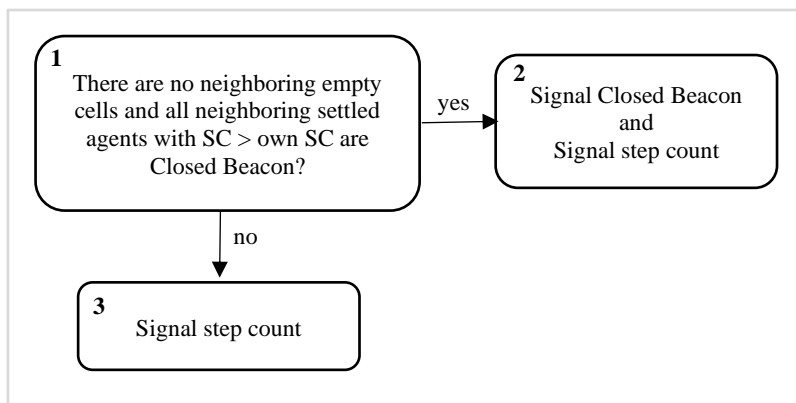 1
There are no neighboring empty
cells and all neighboring settled
agents with SC > own SC are
Closed Beacon?
yes
2
Signal Closed Beacon
and
Signal step count
no
3
Signal step count